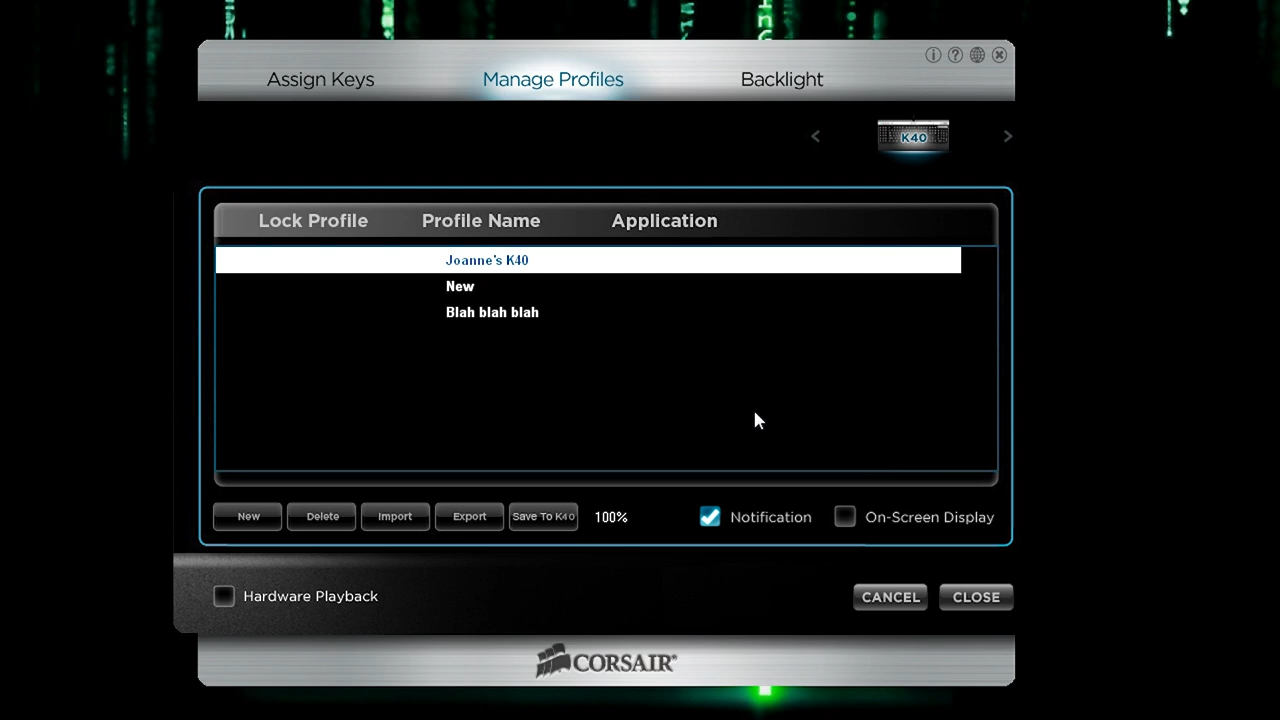 Assign Keys
Manage Profiles
Backlight
K40
Lock Profile
Profile Name
Application
Joanne's K40
New
Blah blah blah
New
Delete
Import
Export
Save To K40
100%
Notification
On-Screen Display
Hardware Playback
CANCEL
CLOSE
CORSAIR